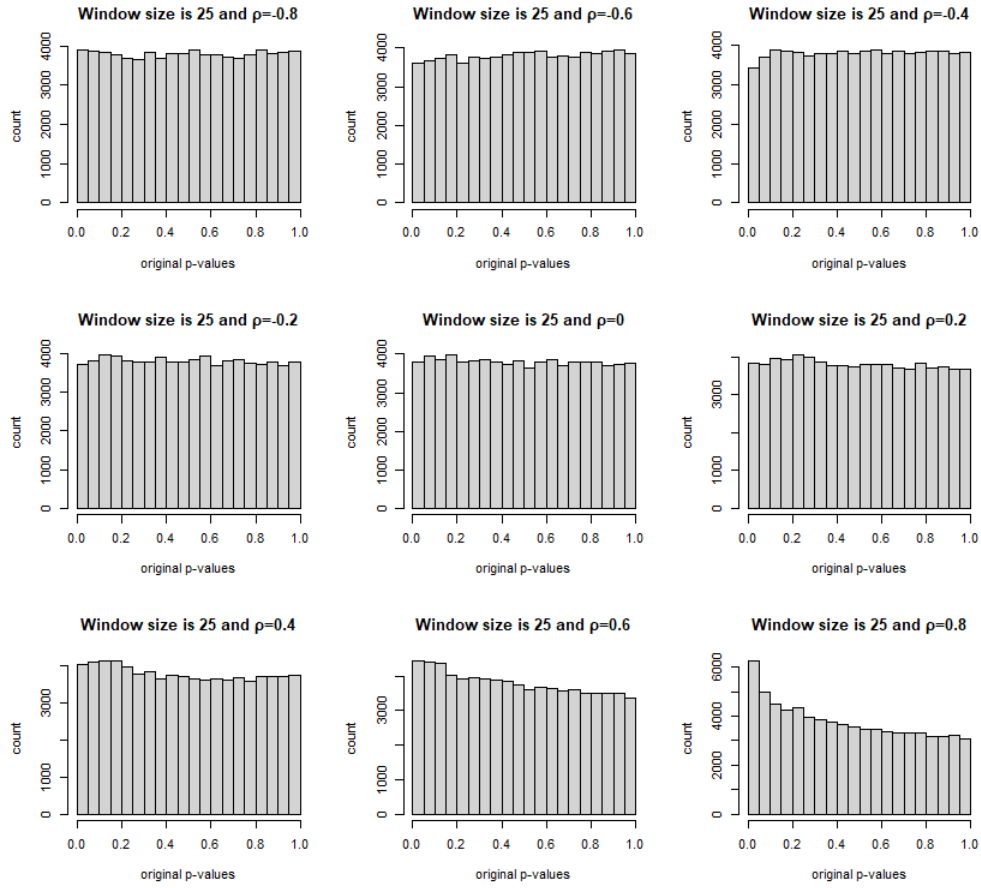 Window size is 25 and ρ=-0.8
4000
3000
2000
1000
0
count
0.0 0.2 0.4 0.6 0.8 1.0
original p-values
Window size is 25 and ρ=-0.6
4000
3000
2000
1000
0
count
0.0 0.2 0.4 0.6 0.8 1.0
original p-values
Window size is 25 and ρ=-0.4
4000
3000
2000
1000
0
count
0.0 0.2 0.4 0.6 0.8 1.0
original p-values
Window size is 25 and ρ=-0.2
4000
3000
2000
1000
0
count
0.0 0.2 0.4 0.6 0.8 1.0
original p-values
Window size is 25 and ρ=0
4000
3000
2000
1000
0
count
0.0 0.2 0.4 0.6 0.8 1.0
original p-values
Window size is 25 and ρ=0.2
3000
1000
0
count
0.0 0.2 0.4 0.6 0.8 1.0
original p-values
Window size is 25 and ρ=0.4
3000
1000
0
count
0.0 0.2 0.4 0.6 0.8 1.0
original p-values
Window size is 25 and ρ=0.6
3000
1000
0
count
0.0 0.2 0.4 0.6 0.8 1.0
original p-values
Window size is 25 and ρ=0.8
6000
4000
2000
0
count
0.0 0.2 0.4 0.6 0.8 1.0
original p-values